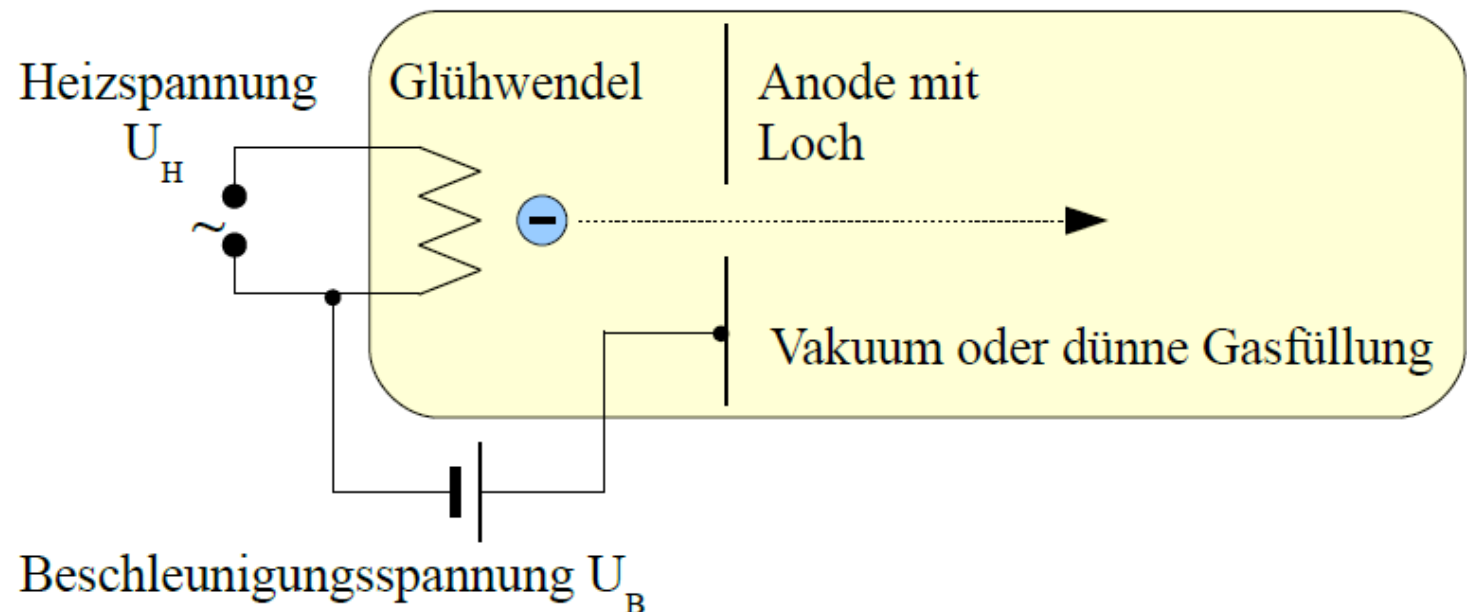 Heizspannung
U_H
~
Glühwendel
Anode mit
Loch
Vakuum oder dünne Gasfüllung
Beschleunigungsspannung U_B